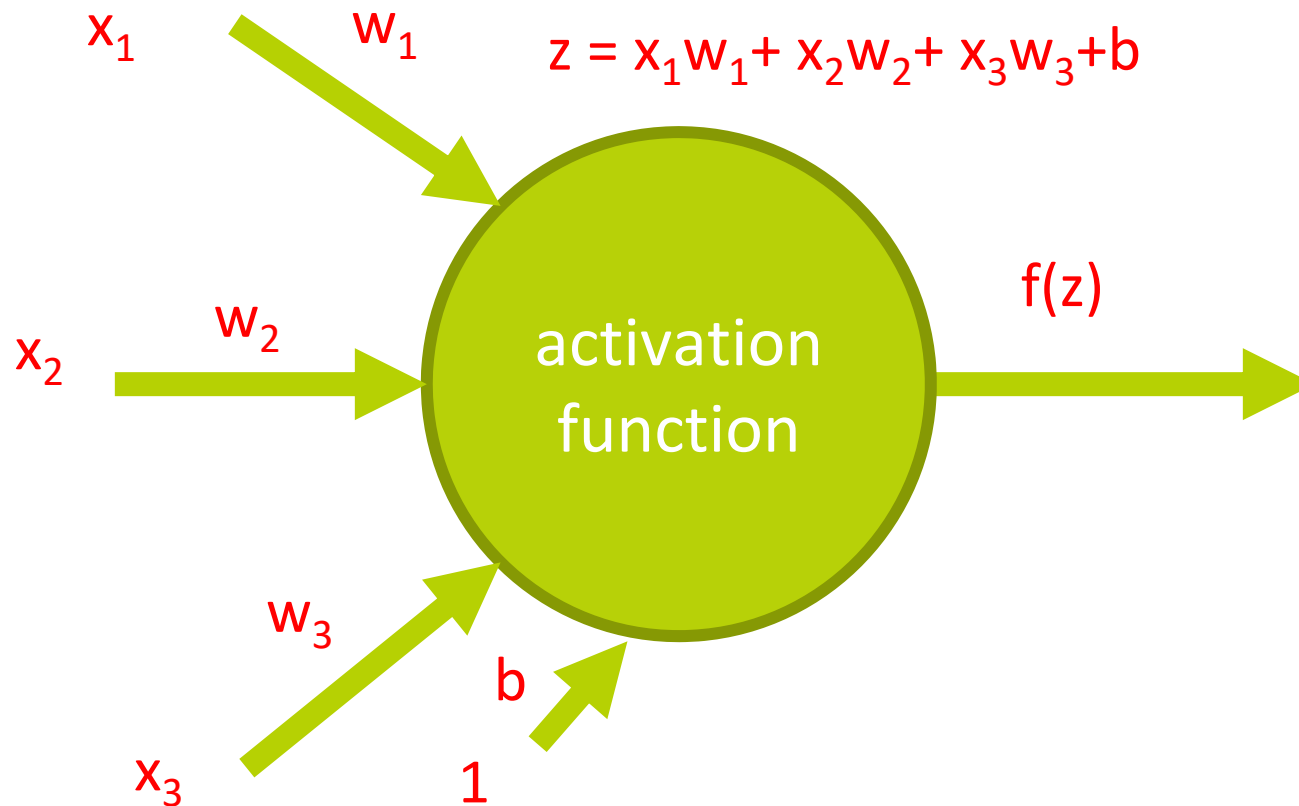 x₁
w₁
z = x₁w₁+ x₂w₂+ x₃w₃+b
x₂
w₂
activation
function
f(z)
w₃
x₃
b
1